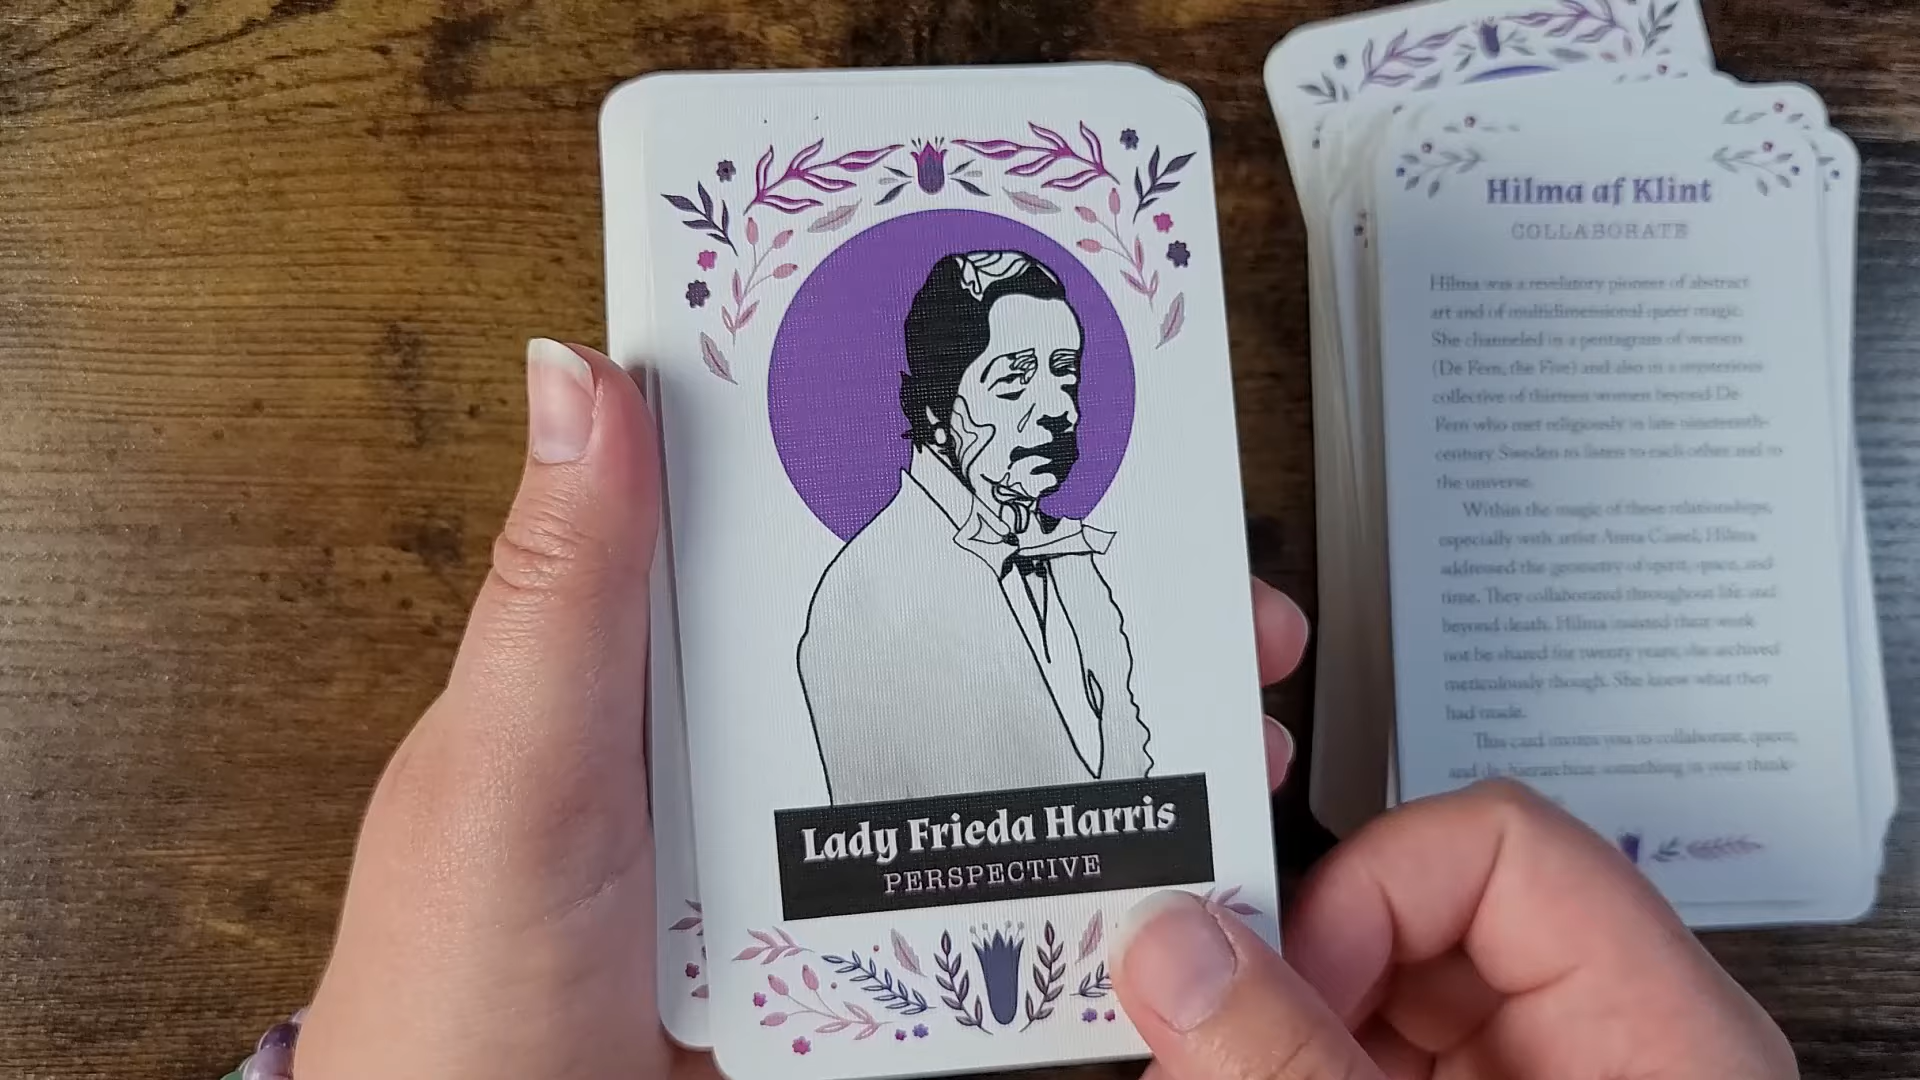 Lady Frieda Harris
PERSPECTIVE
Hilma af Klint
COLLABORATE
Hilma was a revelatory pioneer of abstract
art and of multidimensional queer magic.
She channeled in a pentagram of women
(De Fem, the Five) and also in a mysterious
collective of thirteen women beyond De
Fem who met religiously in late nineteenth-
century Sweden to listen to each other and to
the universe.
Within the magic of these relationships,
especially with artist Anna Cassel, Hilma
addressed the geometry of spirit, space, and
time. They collaborated throughout life and
beyond death. Hilma insisted their work
not be shared for twenty years; she archived
meticulously though. She knew what they
had made.
This card invites you to collaborate, queer,
and de-hierarchize something in your think-